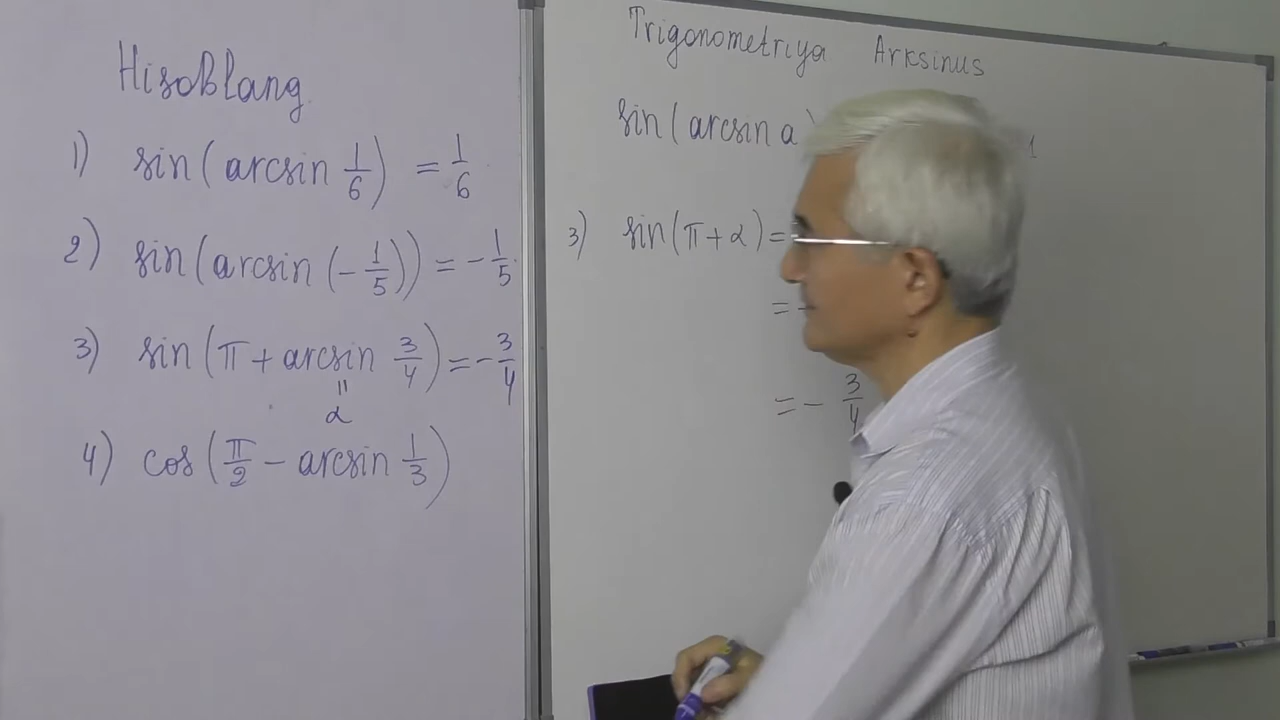 Hisoblang
1) sin(arcsin 1/6) = 1/6
2) sin(arcsin (-1/5)) = -1/5.
3) sin(π + arcsin 3/4) = -3/4
=
α
4) cos(π/2 - arcsin 1/3)
Trigonometriya Arksinus
sin(arcsin a) 1
3) sin(π+α) =
= -
= - 3/4